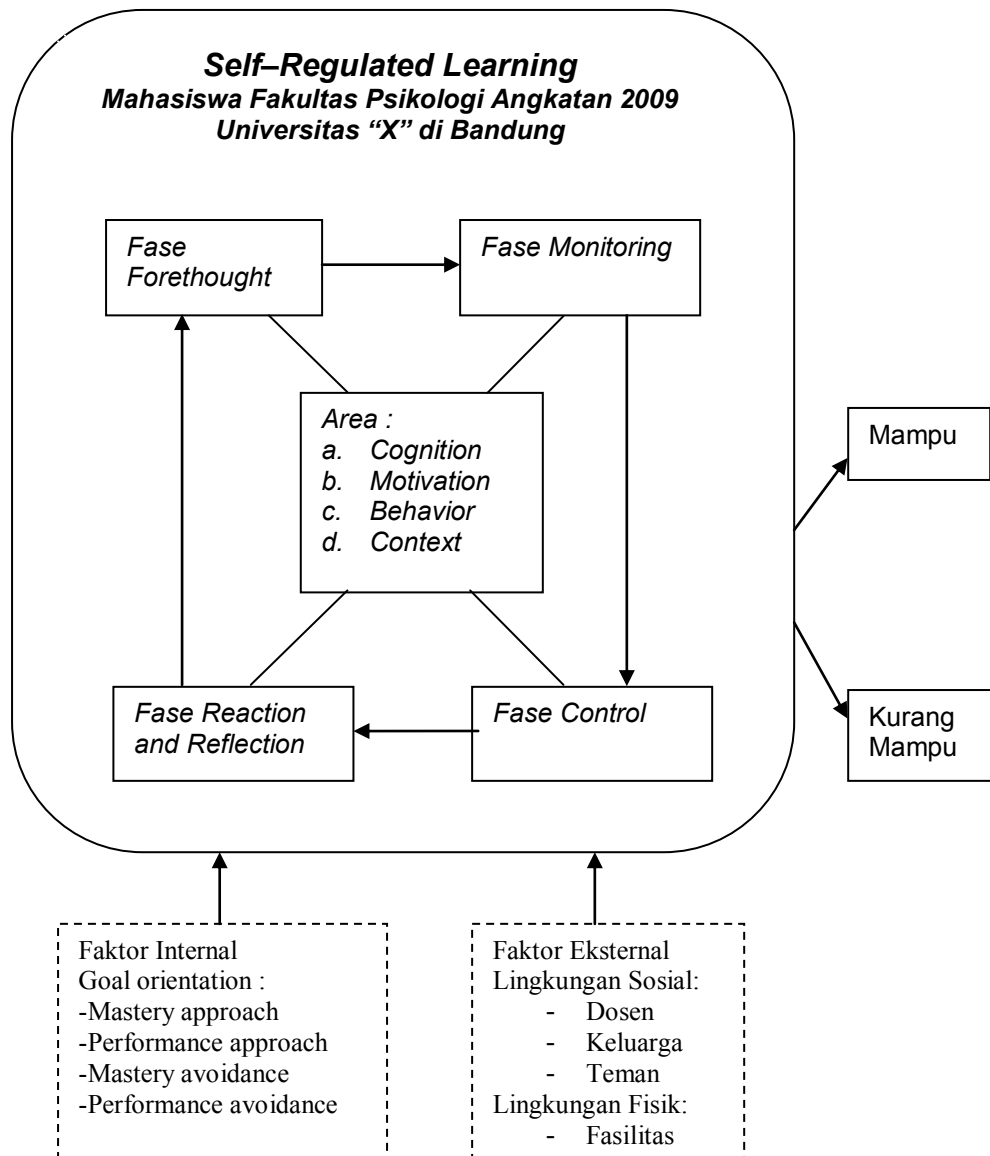 Self–Regulated Learning
Mahasiswa Fakultas Psikologi Angkatan 2009
Universitas “X” di Bandung
Fase
Forethought
Fase Monitoring
Area :
a. Cognition
b. Motivation
c. Behavior
d. Context
Mampu
Fase Reaction
and Reflection
Fase Control
Kurang
Mampu
Faktor Internal
Goal orientation :
-Mastery approach
-Performance approach
-Mastery avoidance
-Performance avoidance
Faktor Eksternal
Lingkungan Sosial:
- Dosen
- Keluarga
- Teman
Lingkungan Fisik:
- Fasilitas